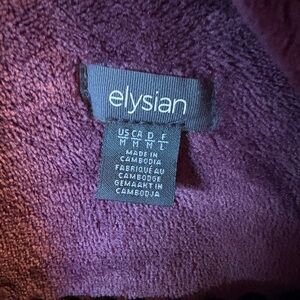 elysian
US CA D F
M M M L
MADE IN
CAMBODIA
FABRIQUÉ AU
CAMBODGE
GEMAAKT IN
CAMBODJA